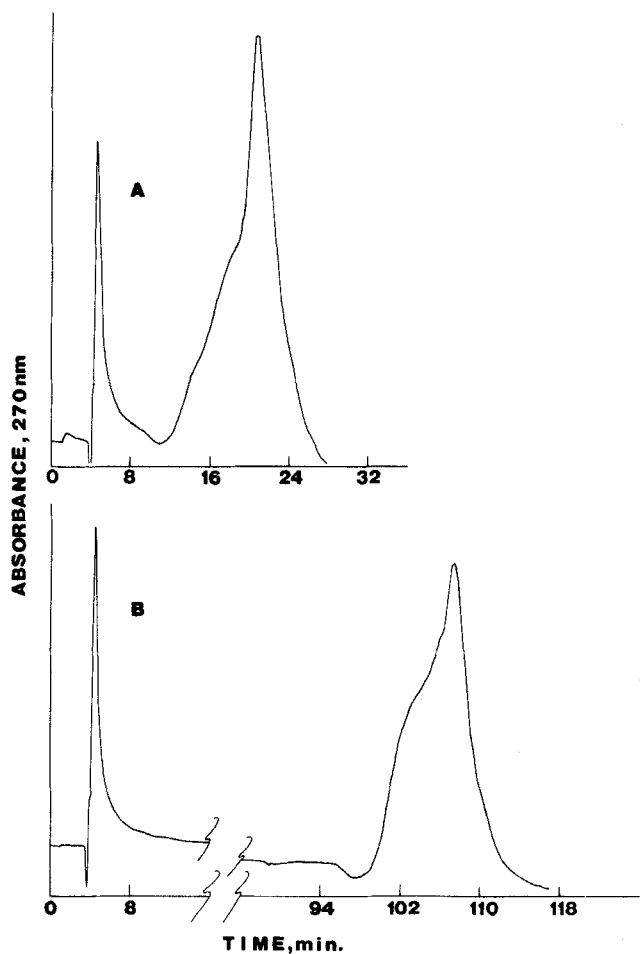 A
0 8 16 24 32
ABSORBANCE, 270nm
B
0 8 94 102 110 118
TIME,min.